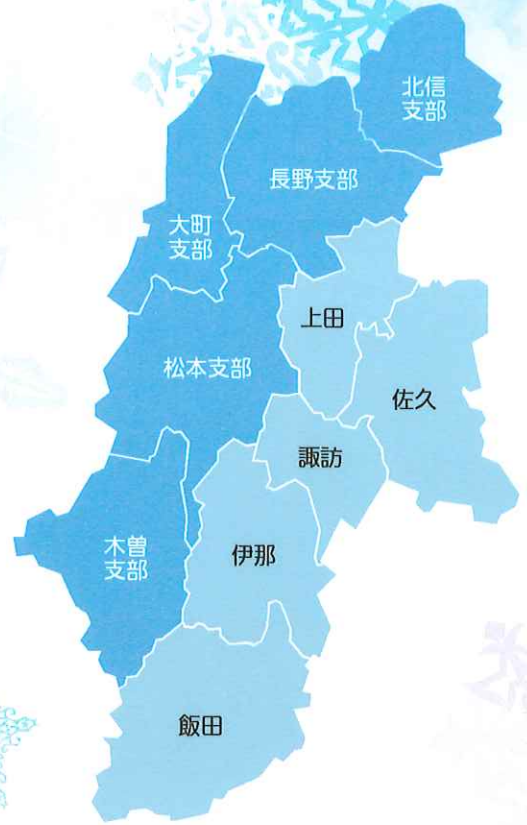 北信
支部
長野支部
大町
支部
上田
松本支部
佐久
諏訪
木曽
支部
伊那
飯田